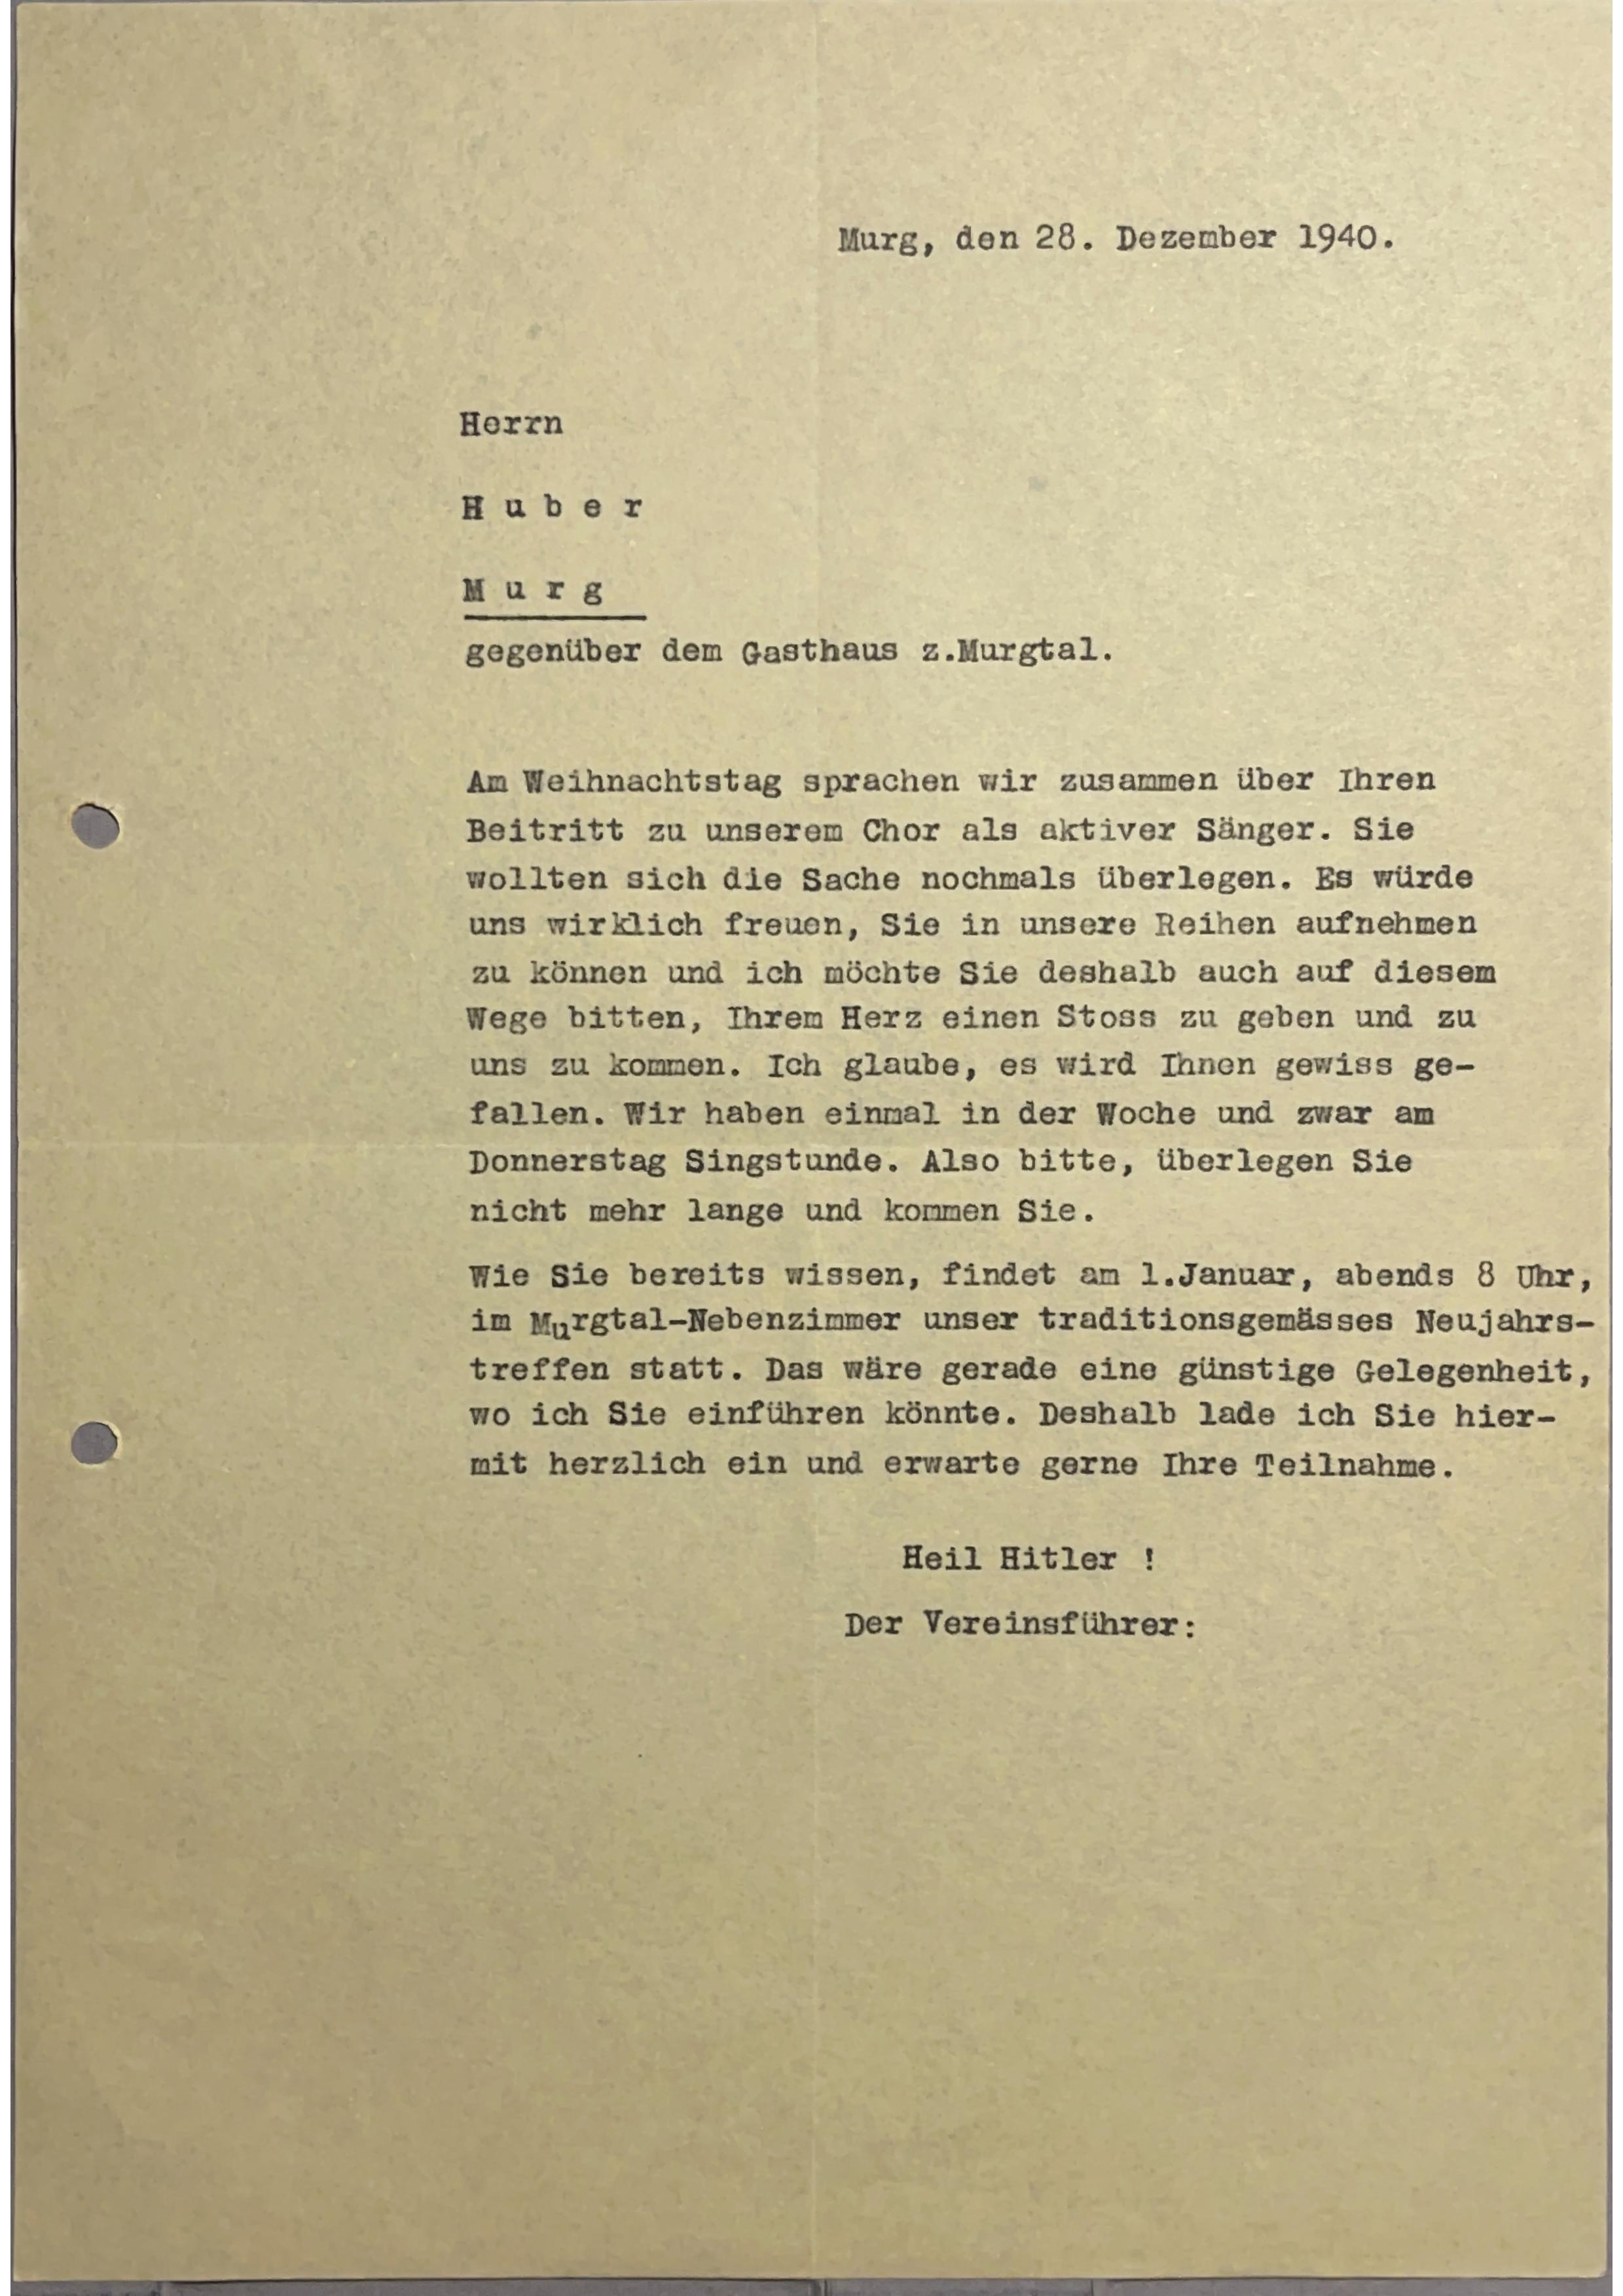 Murg, den 28. Dezember 1940.
Herrn
H u b e r
M u r g
gegenüber dem Gasthaus z.Murgtal.
Am Weihnachtstag sprachen wir zusammen über Ihren
Beitritt zu unserem Chor als aktiver Sänger. Sie
wollten sich die Sache nochmals überlegen. Es würde
uns wirklich freuen, Sie in unsere Reihen aufnehmen
zu können und ich möchte Sie deshalb auch auf diesem
Wege bitten, Ihrem Herz einen Stoss zu geben und zu
uns zu kommen. Ich glaube, es wird Ihnen gewiss ge-
fallen. Wir haben einmal in der Woche und zwar am
Donnerstag Singstunde. Also bitte, überlegen Sie
nicht mehr lange und kommen Sie.
Wie Sie bereits wissen, findet am 1.Januar, abends 8 Uhr,
im Murgtal-Nebenzimmer unser traditionsgemässes Neujahrs-
treffen statt. Das wäre gerade eine günstige Gelegenheit,
wo ich Sie einführen könnte. Deshalb lade ich Sie hier-
mit herzlich ein und erwarte gerne Ihre Teilnahme.
Heil Hitler !
Der Vereinsführer: